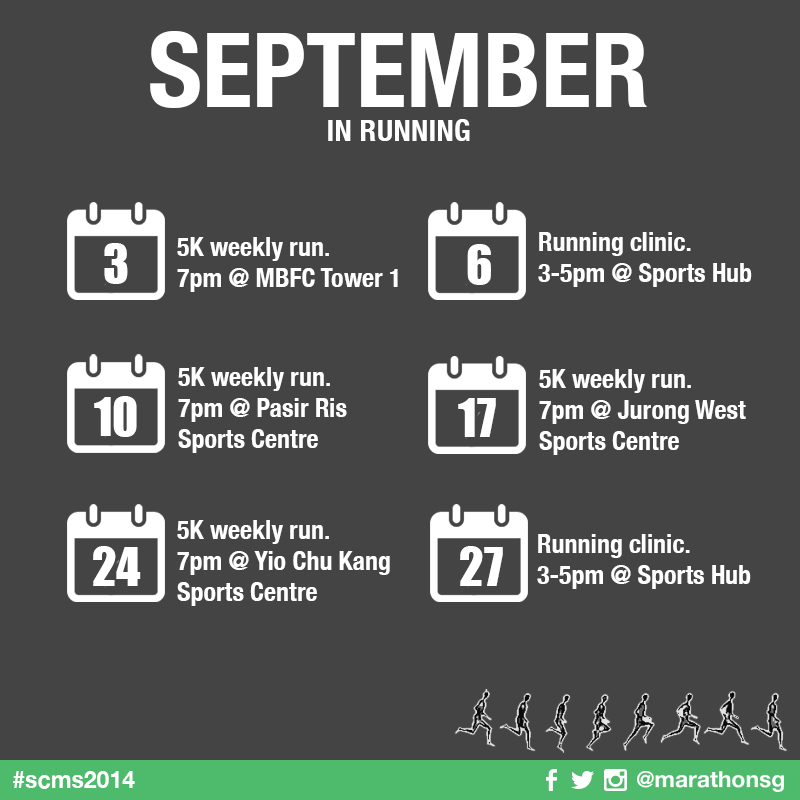 SEPTEMBER
IN RUNNING
3
5K weekly run.
7pm @ MBFC Tower 1
6
Running clinic.
3-5pm @ Sports Hub
10
5K weekly run.
7pm @ Pasir Ris
Sports Centre
17
5K weekly run.
7pm @ Jurong West
Sports Centre
24
5K weekly run.
7pm @ Yio Chu Kang
Sports Centre
27
Running clinic.
3-5pm @ Sports Hub
#scms2014
@marathonsg